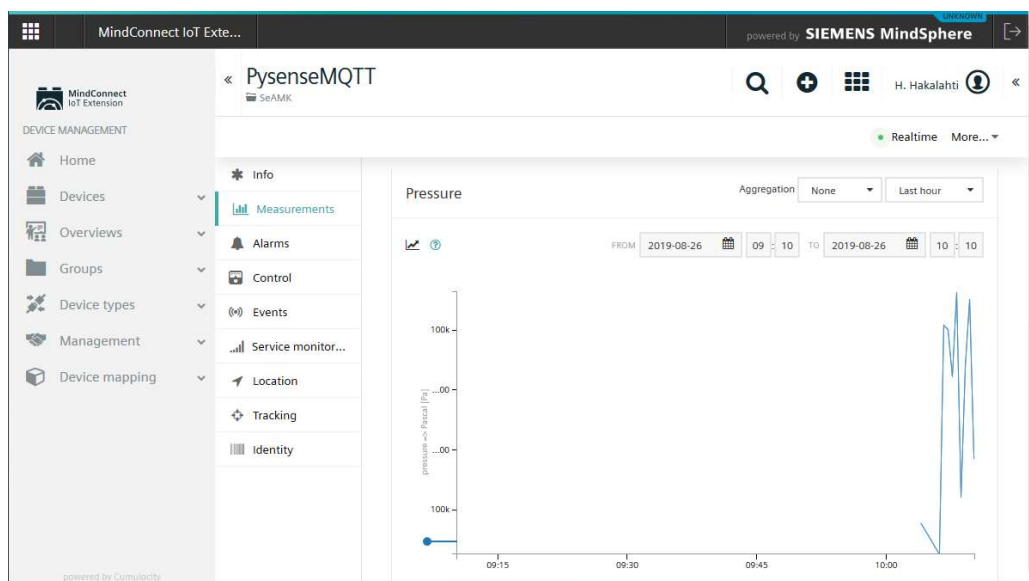 MindConnect IoT Exte...
UNKNOWN
powered by SIEMENS MindSphere
MindConnect
IoT Extension
DEVICE MANAGEMENT
Home
Devices
Overviews
Groups
Device types
Management
Device mapping
powered by Cumulocity
« PysenseMQTT
SeAMK
H. Hakalahti
«
Realtime More...
Info
Measurements
Alarms
Control
Events
Service monitor...
Location
Tracking
Identity
Pressure
Aggregation None Last hour
?
FROM 2019-08-26 09 : 10 TO 2019-08-26 10 : 10
pressure => Pascal [Pa]
100k
...00
...00
100k
09:15 09:30 09:45 10:00